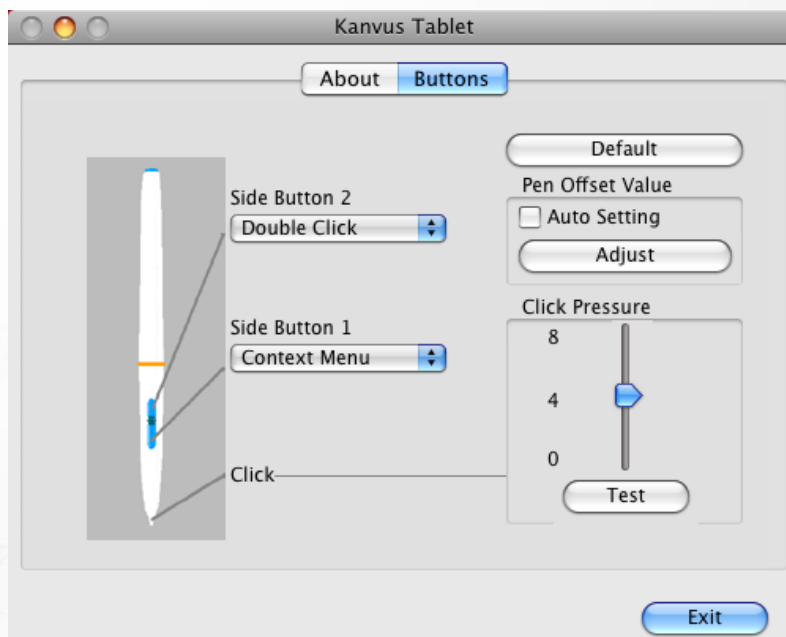 Kanvus Tablet
About Buttons
Default
Pen Offset Value
Side Button 2
Auto Setting
Double Click
Adjust
Click Pressure
Side Button 1
8
Context Menu
4
0
Click
Test
Exit